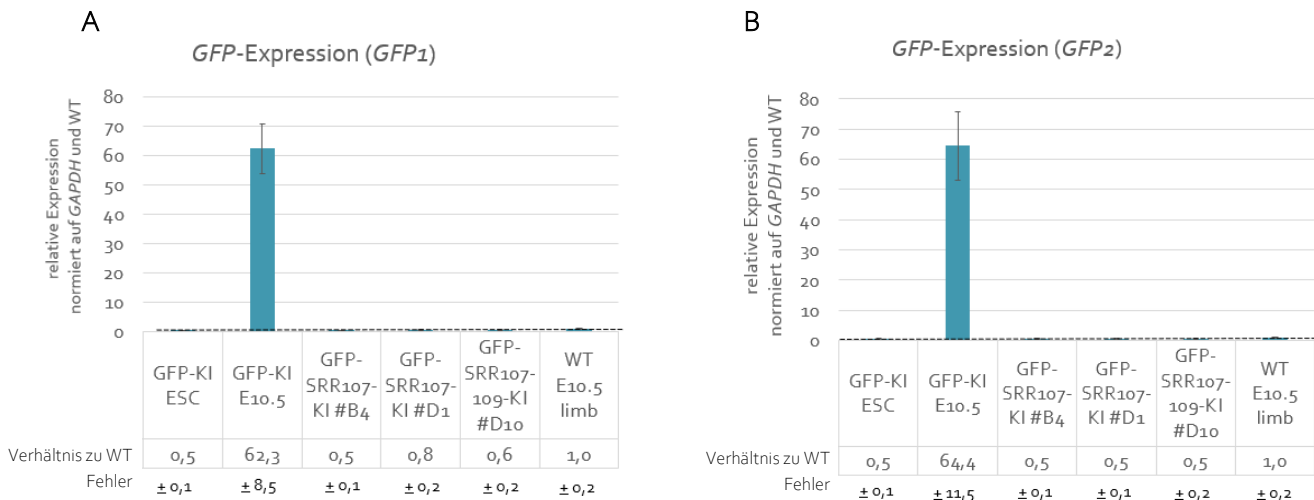 A
GFP-Expression (GFP1)
relative Expression
normiert auf GAPDH und WT
80
70
60
50
40
30
20
10
0
GFP-KI
ESC
GFP-KI
E10.5
GFP-
SRR107-
KI #B4
GFP-
SRR107-
KI #D1
GFP-
SRR107-
109-KI
#D10
WT
E10.5
limb
Verhältnis zu WT 0,5 62,3 0,5 0,8 0,6 1,0
Fehler ± 0,1 ± 8,5 ± 0,1 ± 0,2 ± 0,2 ± 0,2
B
GFP-Expression (GFP2)
relative Expression
normiert auf GAPDH und WT
80
70
60
50
40
30
20
10
0
GFP-KI
ESC
GFP-KI
E10.5
GFP-
SRR107-
KI #B4
GFP-
SRR107-
KI #D1
GFP-
SRR107-
109-KI
#D10
WT
E10.5
limb
Verhältnis zu WT 0,5 64,4 0,5 0,5 0,5 1,0
Fehler ± 0,1 ± 11,5 ± 0,1 ± 0,1 ± 0,2 ± 0,2